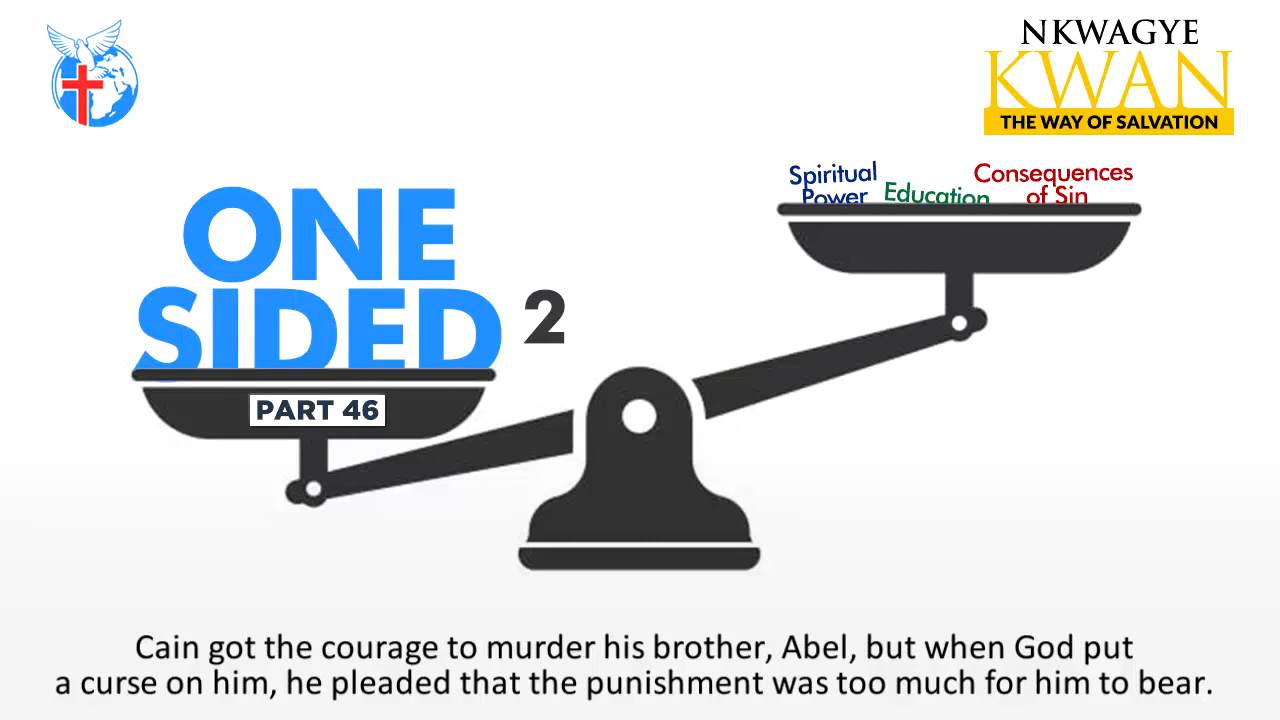 NKWAGYE
KWAN
THE WAY OF SALVATION
Spiritual
Power
Education
Consequences
of Sin
ONE
SIDED 2
PART 46
Cain got the courage to murder his brother, Abel, but when God put
a curse on him, he pleaded that the punishment was too much for him to bear.